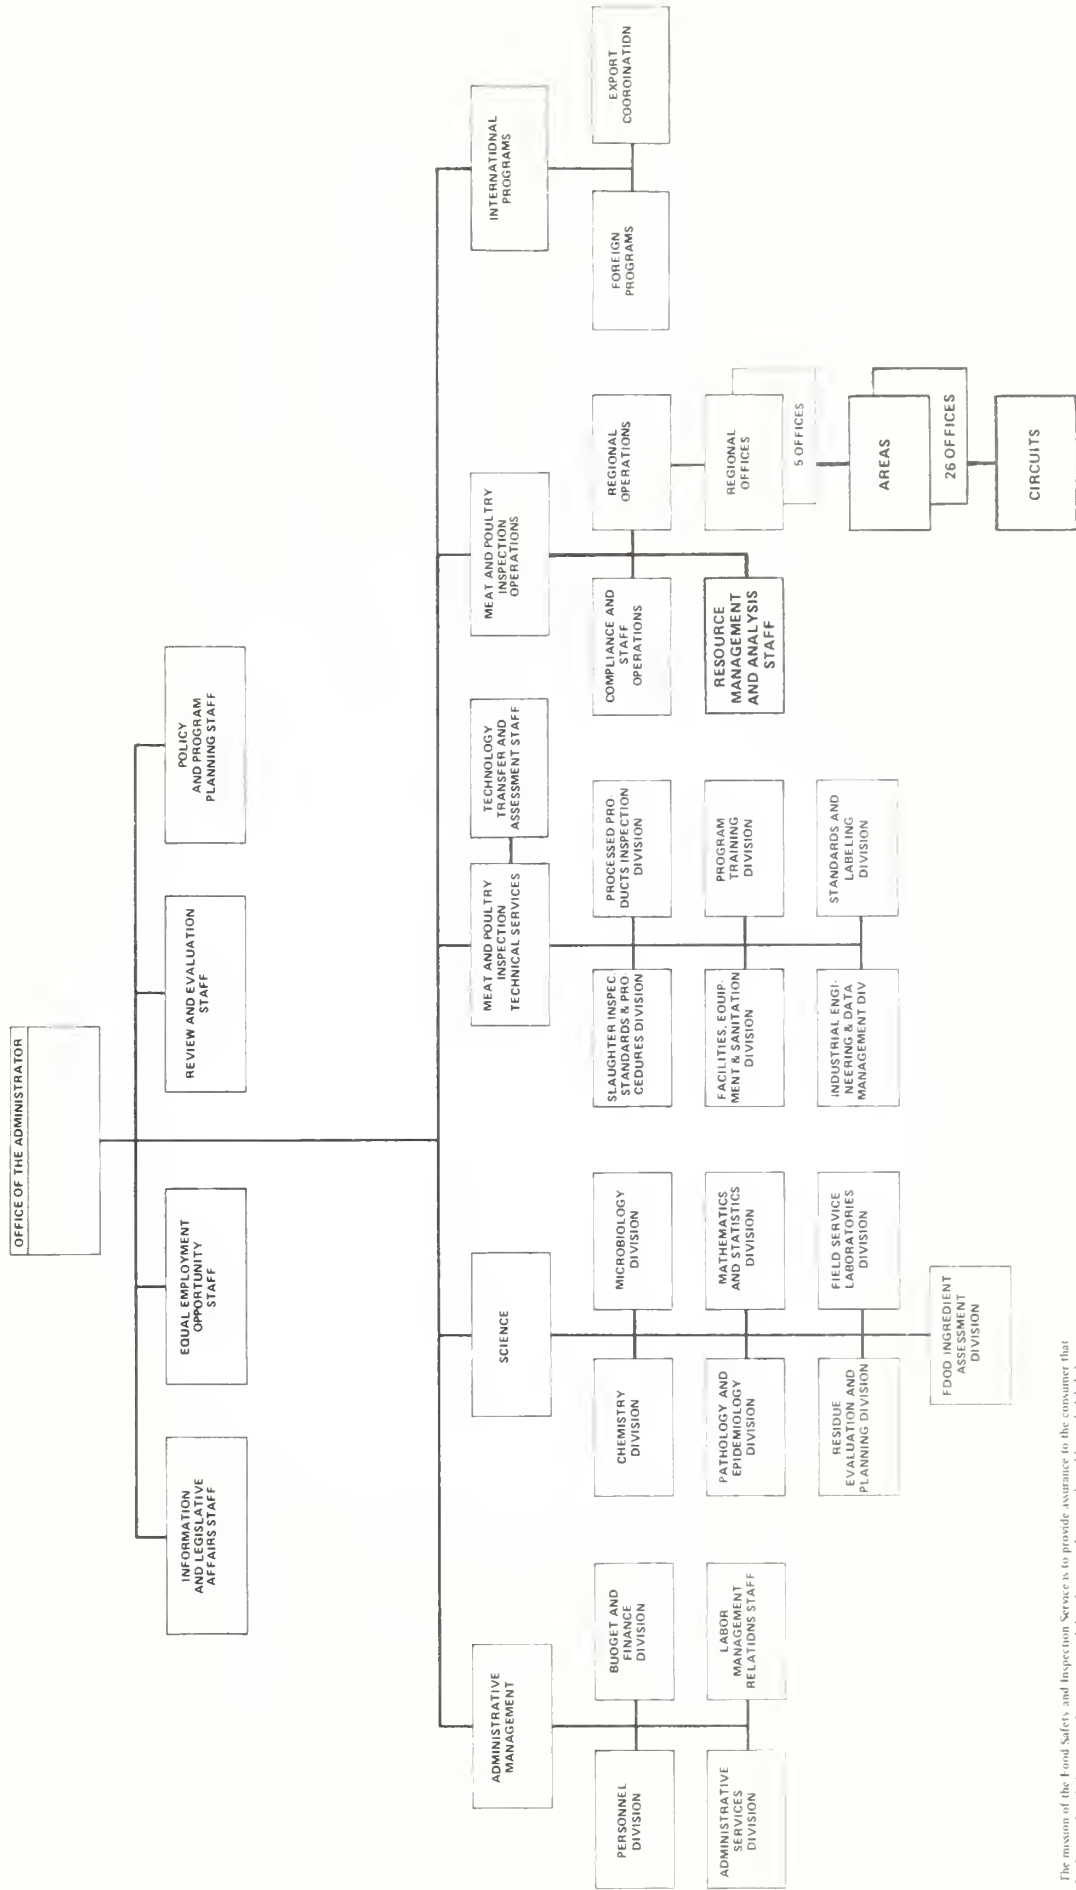 OFFICE OF THE ADMINISTRATOR
INFORMATION
AND LEGISLATIVE
AFFAIRS STAFF
EQUAL EMPLOYMENT
OPPORTUNITY
STAFF
REVIEW AND EVALUATION
STAFF
POLICY
AND PROGRAM
PLANNING STAFF
ADMINISTRATIVE
MANAGEMENT
SCIENCE
MEAT AND POULTRY
INSPECTION
TECHNICAL SERVICES
TECHNOLOGY
TRANSFER AND
ASSESSMENT STAFF
MEAT AND POULTRY
INSPECTION
OPERATIONS
INTERNATIONAL
PROGRAMS
PERSONNEL
DIVISION
BUDGET AND
FINANCE
DIVISION
ADMINISTRATIVE
SERVICES
DIVISION
LABOR
MANAGEMENT
RELATIONS STAFF
CHEMISTRY
DIVISION
MICROBIOLOGY
DIVISION
PATHOLOGY AND
EPIDEMIOLOGY
DIVISION
MATHEMATICS
AND STATISTICS
DIVISION
RESIDUE
EVALUATION AND
PLANNING DIVISION
FIELD SERVICE
LABORATORIES
DIVISION
FOOD INGREDIENT
ASSESSMENT
DIVISION
SLAUGHTER INSPEC.
STANDARDS & PRO-
CEDURES DIVISION
PROCESSED PRO-
DUCTS INSPECTION
DIVISION
FACILITIES, EQUIP-
MENT & SANITATION
DIVISION
PROGRAM
TRAINING
DIVISION
INDUSTRIAL ENGI-
NEERING & DATA
MANAGEMENT DIV
STANDARDS AND
LABELING
DIVISION
COMPLIANCE AND
STAFF
OPERATIONS
REGIONAL
OPERATIONS
RESOURCE
MANAGEMENT
AND ANALYSIS
STAFF
REGIONAL
OFFICES
5 OFFICES
AREAS
26 OFFICES
CIRCUITS
FOREIGN
PROGRAMS
EXPORT
COORDINATION
The mission of the Food Safety and Inspection Service is to provide assurance to the consumer that